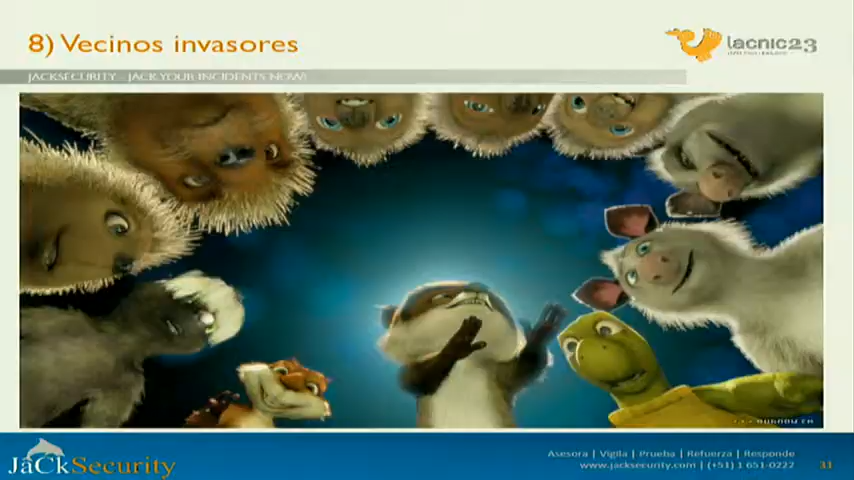 8) Vecinos invasores
lacnic23
JACKSECURITY - JACK YOUR INCIDENTS NOW!
JaCkSecurity
Asesora | Vigila | Prueba | Refuerza | Responde
www.jacksecurity.com | (+51) 1 651-0222
33